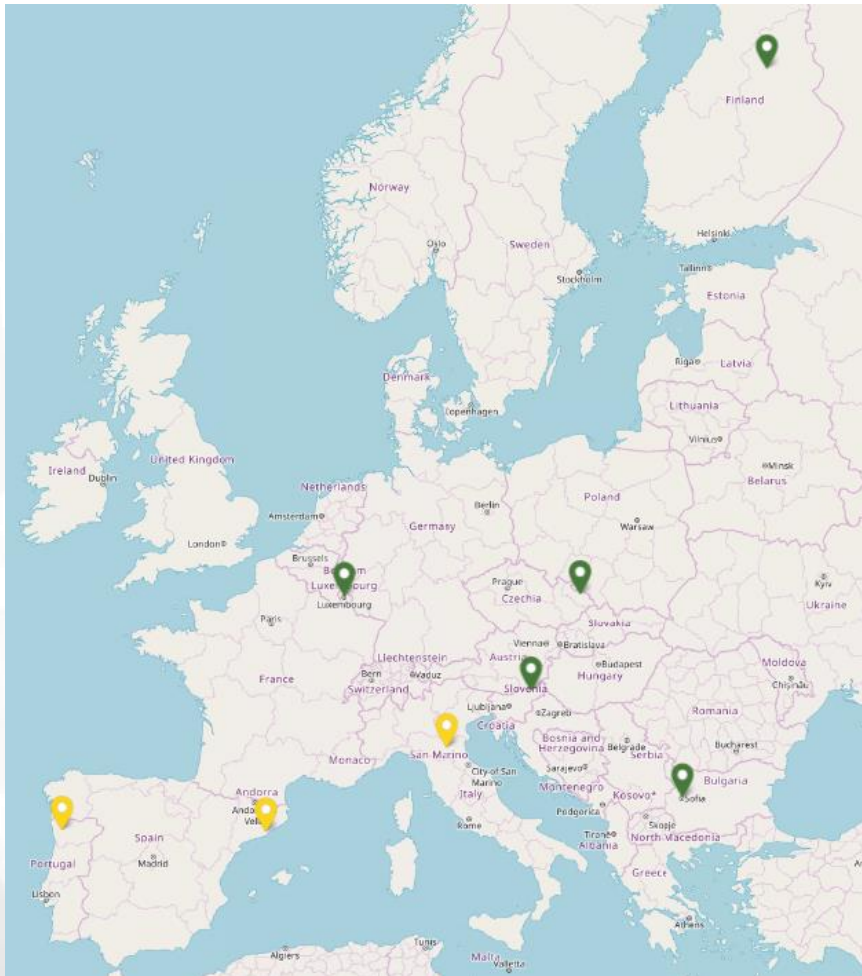 Finland
Norway
Helsinki
Oslo
Sweden
Tallinn
Stockholm
Estonia
Riga
Latvia
Denmark
Copenhagen
Lithuania
Vilnius
United Kingdom
Ireland
Dublin
Minsk
Belarus
Netherlands
Poland
Berlin
Amsterdam
Germany
Warsaw
London
Brussels
Luxembourg
Prague
Czechia
Kyiv
Ukraine
Luxembourg
Paris
Slovakia
Vienna
Bratislava
Liechtenstein
Austria
Budapest
Moldova
Bern
Vaduz
Hungary
Chișinău
France
Switzerland
Slovenia
Ljubljana
Zagreb
Romania
Croatia
Bosnia and
Herzegovina
Belgrade
Serbia
Bucharest
San Marino
Monaco
Sarajevo
City of San
Marino
Bulgaria
Andorra
Italy
Montenegro
Kosovo*
Sofia
Podgorica
Spain
Rome
Skopje
Tirane
North Macedonia
Albania
Portugal
Madrid
Greece
Lisbon
Athens
Algiers
Tunis
Malta
Valletta